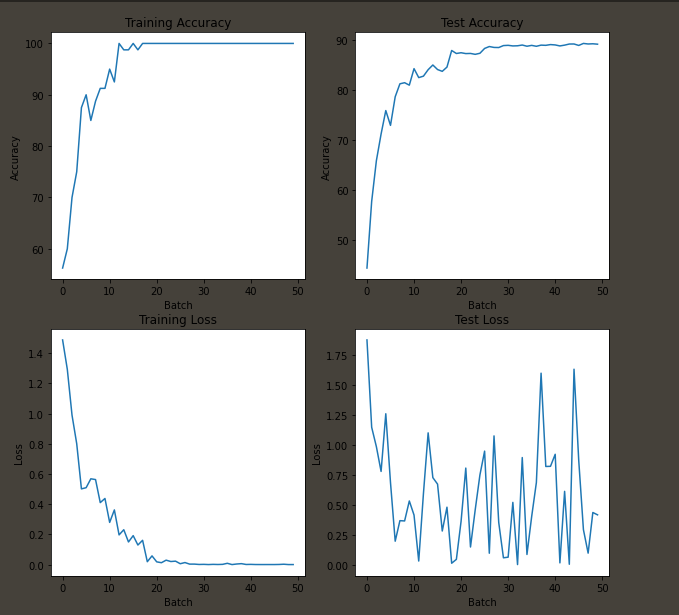 Training Accuracy
Test Accuracy
100
90
80
70
60
Accuracy
0 10 20 30 40 50
Batch
90
80
70
60
50
Accuracy
0 10 20 30 40 50
Batch
Training Loss
Test Loss
1.4
1.2
1.0
0.8
0.6
0.4
0.2
0.0
Loss
0 10 20 30 40 50
Batch
1.75
1.50
1.25
1.00
0.75
0.50
0.25
0.00
Loss
0 10 20 30 40 50
Batch